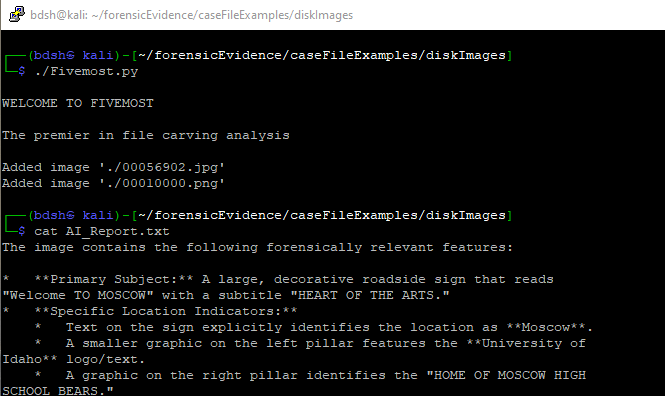 bdsh@kali: ~/forensicEvidence/caseFileExamples/diskImages
┌──(bdsh㉿ kali)-[~/forensicEvidence/caseFileExamples/diskImages]
└─$ ./Fivemost.py
WELCOME TO FIVEMOST
The premier in file carving analysis
Added image './00056902.jpg'
Added image './00010000.png'
┌──(bdsh㉿ kali)-[~/forensicEvidence/caseFileExamples/diskImages]
└─$ cat AI_Report.txt
The image contains the following forensically relevant features:
*   **Primary Subject:** A large, decorative roadside sign that reads
"Welcome TO MOSCOW" with a subtitle "HEART OF THE ARTS."
*   **Specific Location Indicators:**
    *   Text on the sign explicitly identifies the location as **Moscow**.
    *   A smaller graphic on the left pillar features the **University of
Idaho** logo/text.
    *   A graphic on the right pillar identifies the "HOME OF MOSCOW HIGH
SCHOOL BEARS."